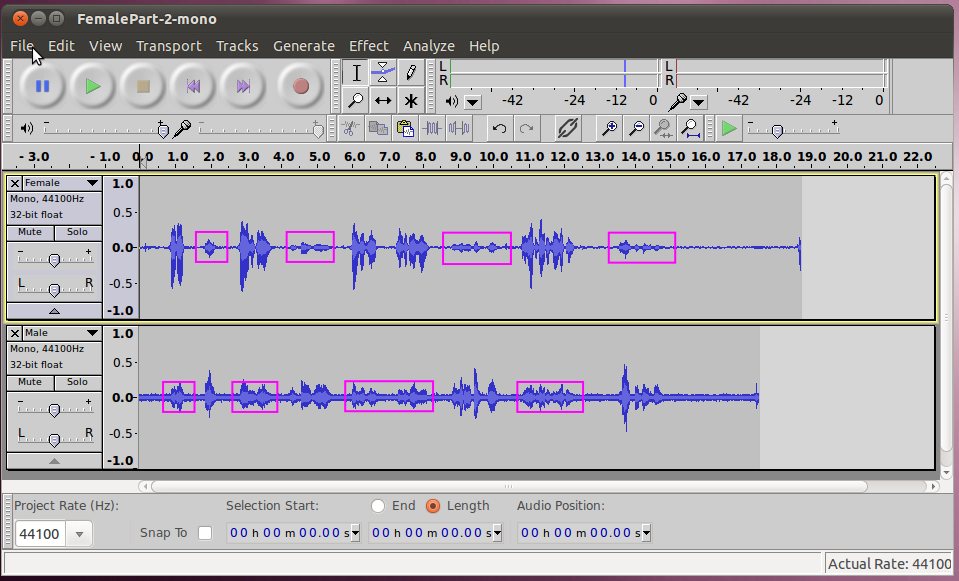 FemalePart-2-mono
File Edit View Transport Tracks Generate Effect Analyze Help
L
R
-42 -24 -12 0
L
R
-42 -24 -12 0
- 3.0 - 1.0 0.0 1.0 2.0 3.0 4.0 5.0 6.0 7.0 8.0 9.0 10.0 11.0 12.0 13.0 14.0 15.0 16.0 17.0 18.0 19.0 20.0 21.0 22.0
Female
Mono, 44100Hz
32-bit float
Mute Solo
- +
L R
1.0
0.5
0.0
-0.5
-1.0
Male
Mono, 44100Hz
32-bit float
Mute Solo
- +
L R
1.0
0.5
0.0
-0.5
-1.0
Project Rate (Hz): Selection Start: End Length Audio Position:
44100 Snap To 00 h 00 m 00.00 s 00 h 00 m 00.00 s 00 h 00 m 00.00 s
Actual Rate: 44100